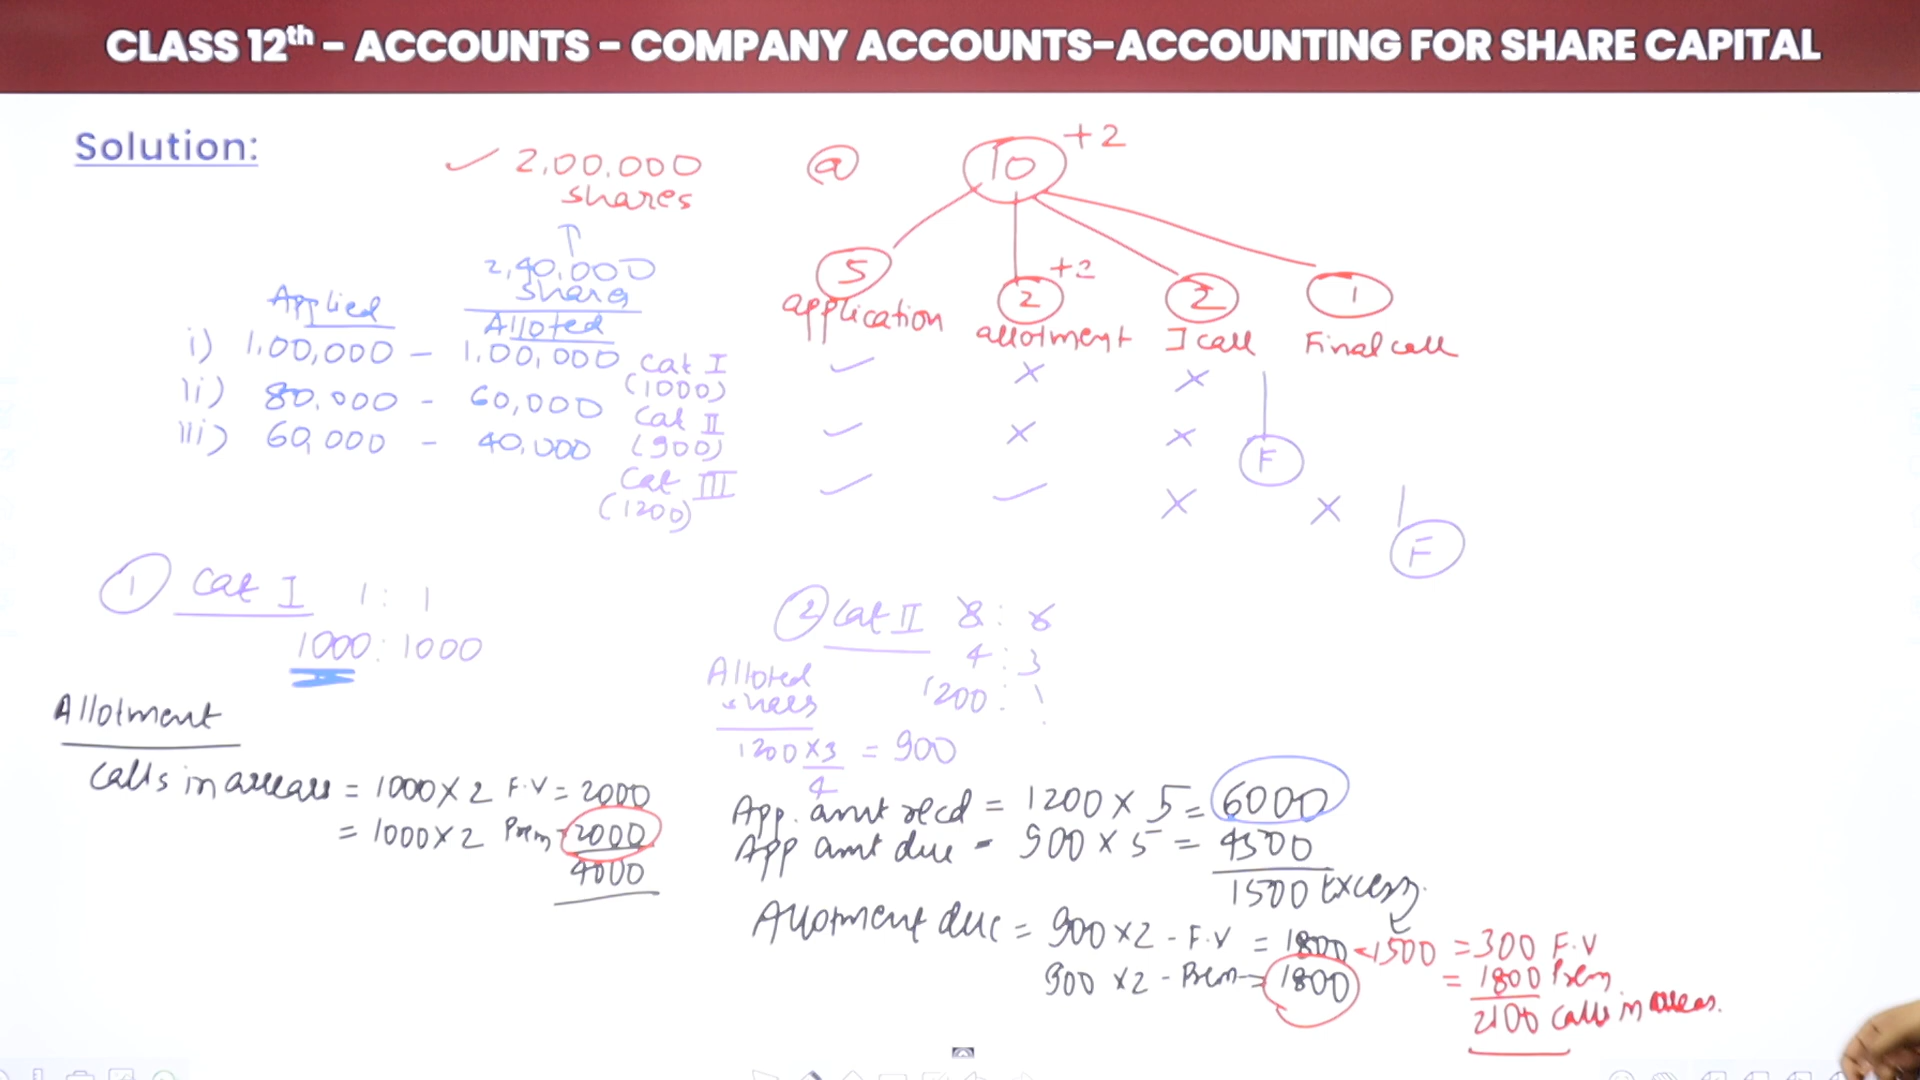 CLASS 12th - ACCOUNTS - COMPANY ACCOUNTS-ACCOUNTING FOR SHARE CAPITAL
Solution:
✓ 2,00,000 @ 10 +2
shares
↑
2,40,000
shares
5 2 +2 2 1
application allotment I call Final call
Applied Alloted
i) 1,00,000 - 1,00,000 Cat I ✓ × ×
(1000)
ii) 80,000 - 60,000 Cat II ✓ × ×
(900)
F
iii) 60,000 - 40,000 Cat III ✓ ✓ × ×
(1200)
F
1 Cat I 1 : 1
1000 : 1000
Allotment
Calls in arrears = 1000 × 2 F.V = 2000
= 1000 × 2 Prem 2000
4000
2 Cat II 8 : 6
4 : 3
1200 :
Alloted
shares
1200 × 3 = 900
4
App. amt recd = 1200 × 5 = 6000
App amt due - 900 × 5 = 4500
1500 Excess
Allotment due = 900 × 2 - F.V = 1800 - 1500 = 300 F.V
900 × 2 - Prem 1800 = 1800 Prem
2100 Calls in arrears.